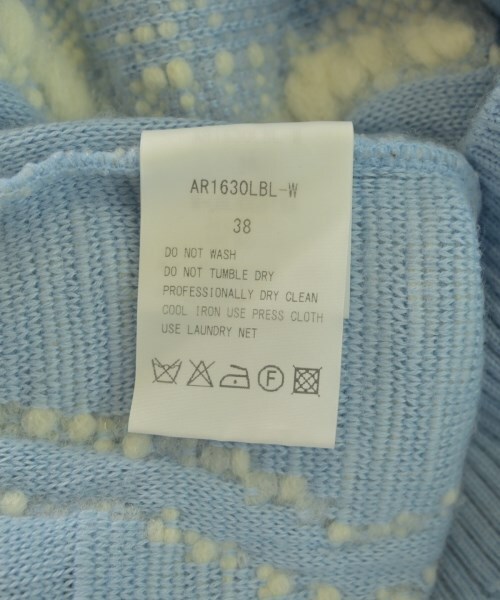 AR1630LBL-W
38
DO NOT WASH
DO NOT TUMBLE DRY
PROFESSIONALLY DRY CLEAN
COOL IRON USE PRESS CLOTH
USE LAUNDRY NET
F